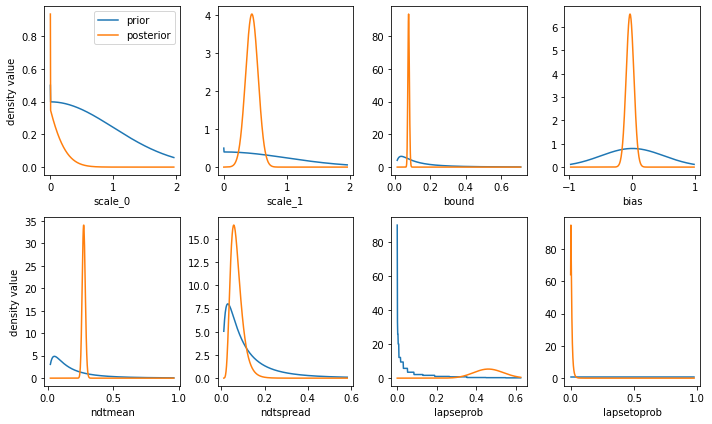 prior
posterior
density value
0.8
0.6
0.4
0.2
0.0
0 1 2
scale_0
4
3
2
1
0
0 1 2
scale_1
80
60
40
20
0
0.0 0.2 0.4 0.6
bound
6
5
4
3
2
1
0
-1 0 1
bias
density value
35
30
25
20
15
10
5
0
0.0 0.5 1.0
ndtmean
15.0
12.5
10.0
7.5
5.0
2.5
0.0
0.0 0.2 0.4 0.6
ndtspread
80
60
40
20
0
0.0 0.2 0.4 0.6
lapseprob
80
60
40
20
0
0.0 0.5 1.0
lapsetoprob